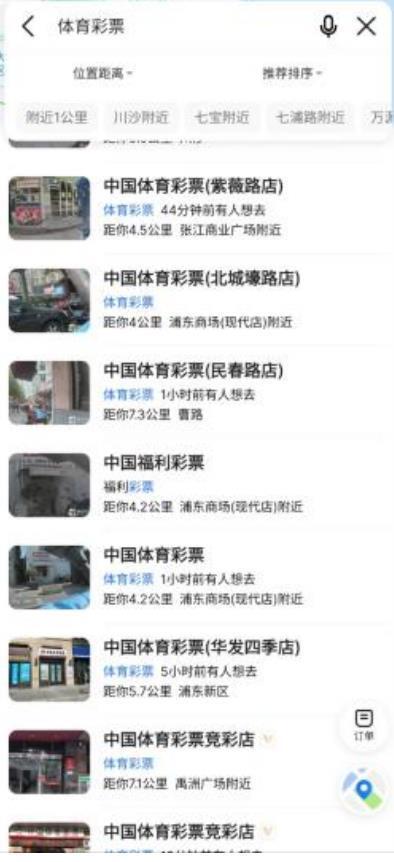 体育彩票
位置距离
推荐排序
附近1公里
川沙附近
七宝附近
七浦路附近
中国体育彩票(紫薇路店)
体育彩票 44分钟前有人想去
距你4.5公里 张江商业广场附近
中国体育彩票(北城壕路店)
体育彩票
距你4公里 浦东商场(现代店)附近
中国体育彩票(民春路店)
体育彩票 1小时前有人想去
距你7.3公里 曹路
中国福利彩票
福利彩票
距你4.2公里 浦东商场(现代店)附近
中国体育彩票
体育彩票 1小时前有人想去
距你4.2公里 浦东商场(现代店)附近
中国体育彩票(华发四季店)
体育彩票 5小时前有人想去
距你5.7公里 浦东新区
订单
中国体育彩票竞彩店
体育彩票
距你7.1公里 禹洲广场附近
中国体育彩票竞彩店